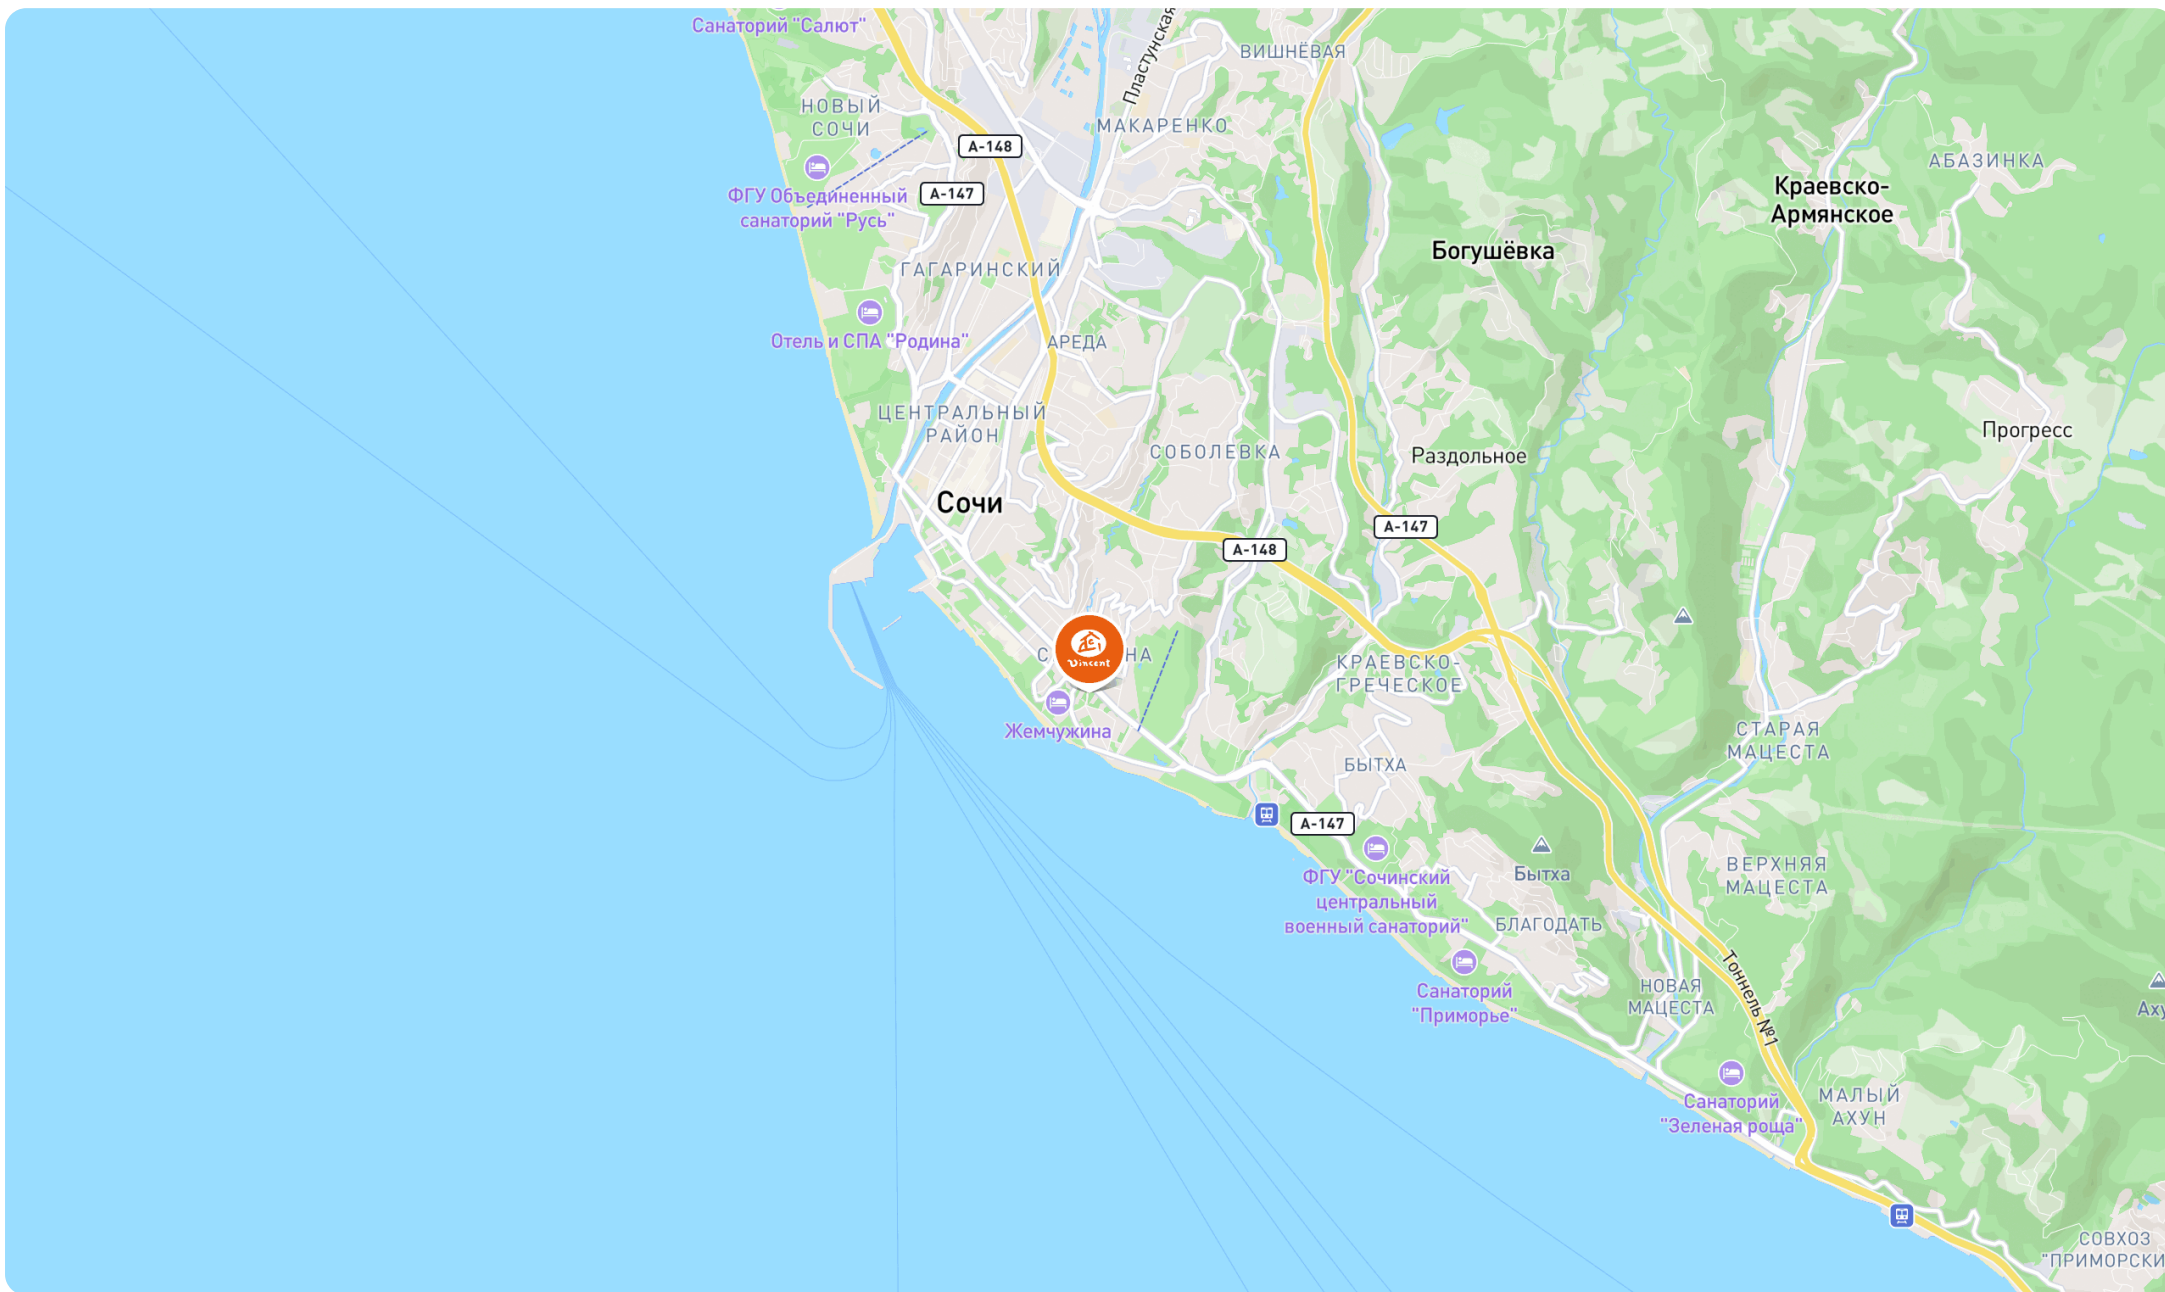 Санаторий "Салют"
Пластунская
ВИШНЁВАЯ
НОВЫЙ
СОЧИ
МАКАРЕНКО
А-148
АБАЗИНКА
ФГУ Объединенный
санаторий "Русь"
А-147
Краевско-
Армянское
Богушёвка
ГАГАРИНСКИЙ
Отель и СПА "Родина"
АРЕДА
ЦЕНТРАЛЬНЫЙ
РАЙОН
СОБОЛЕВКА
Раздольное
Прогресс
Сочи
А-147
А-148
Vincent
КРАЕВСКО-
ГРЕЧЕСКОЕ
Жемчужина
СТАРАЯ
МАЦЕСТА
БЫТХА
А-147
ФГУ "Сочинский
центральный
военный санаторий"
Бытха
ВЕРХНЯЯ
МАЦЕСТА
БЛАГОДАТЬ
Тоннель №1
Санаторий
"Приморье"
НОВАЯ
МАЦЕСТА
Аху
Санаторий
"Зеленая роща"
МАЛЫЙ
АХУН
СОВХОЗ
"ПРИМОРСКИ